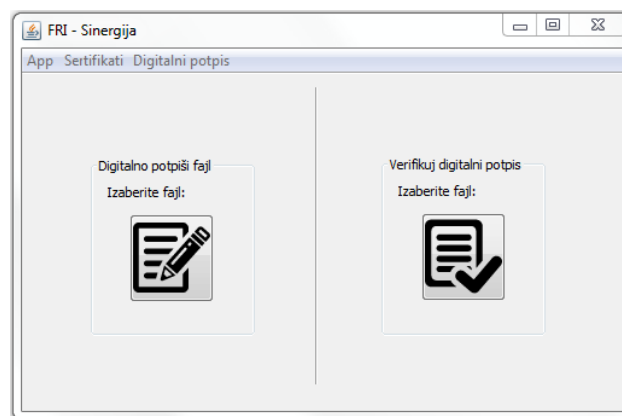 FRI - Sinergija
App Sertifikati Digitalni potpis
Digitalno potpiši fajl
Izaberite fajl:
Verifikuj digitalni potpis
Izaberite fajl: